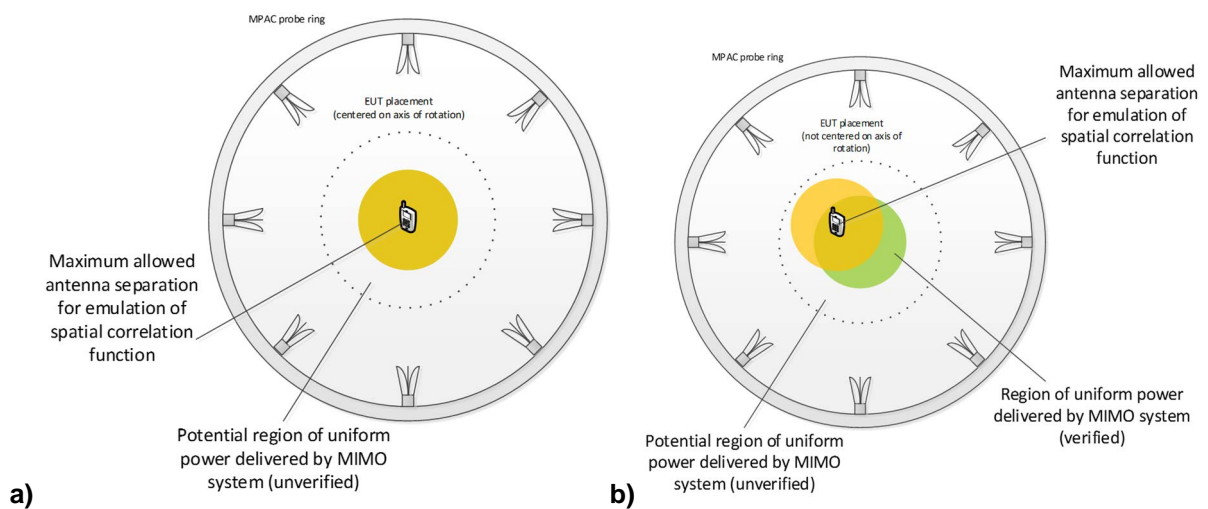 MPAC probe ring
EUT placement
(centered on axis of rotation)
Maximum allowed
antenna separation
for emulation of
spatial correlation
function
Potential region of uniform
power delivered by MIMO
system (unverified)
a)
MPAC probe ring
EUT placement
(not centered on axis of
rotation)
Maximum allowed
antenna separation
for emulation of
spatial correlation
function
Region of uniform power
delivered by MIMO system
(verified)
Potential region of uniform
power delivered by MIMO
system (unverified)
b)